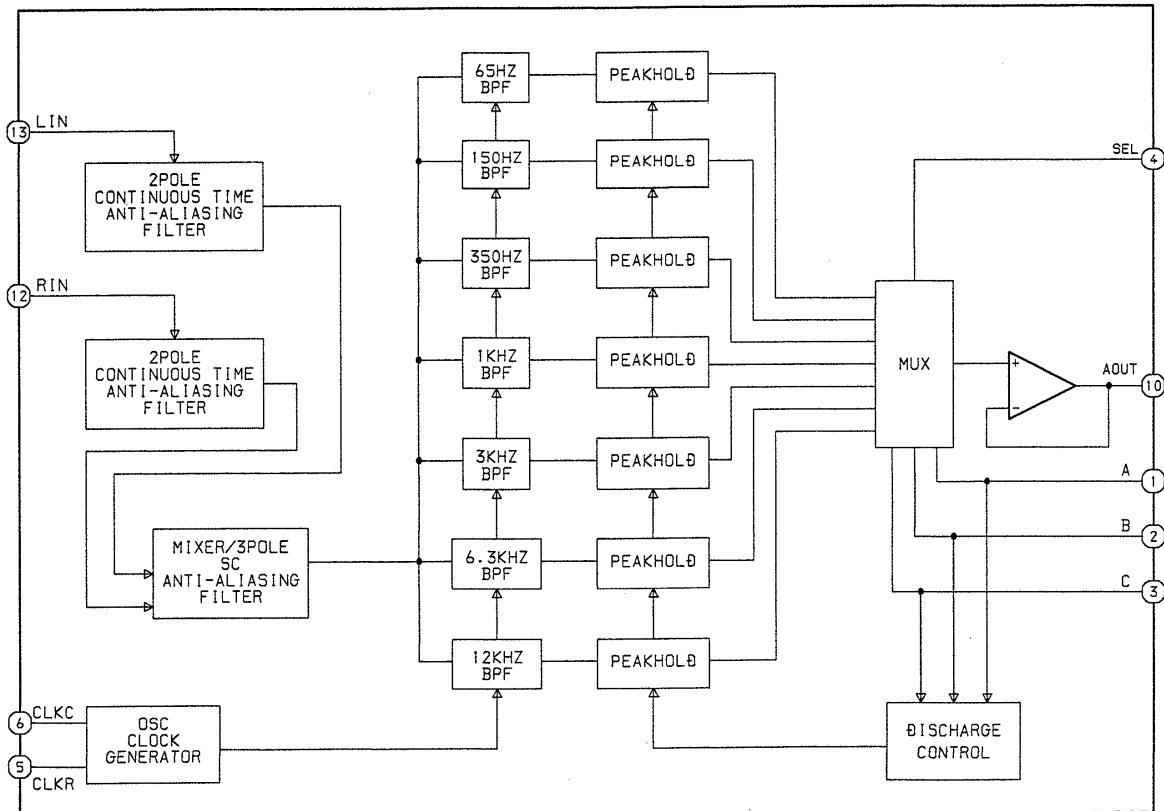 65HZ
BPF
PEAKHOLD
13 LIN
150HZ
BPF
PEAKHOLD
SEL 4
2POLE
CONTINUOUS TIME
ANTI-ALIASING
FILTER
350HZ
BPF
PEAKHOLD
12 RIN
2POLE
CONTINUOUS TIME
ANTI-ALIASING
FILTER
1KHZ
BPF
PEAKHOLD
MUX
+
-
AOUT 10
3KHZ
BPF
PEAKHOLD
A 1
B 2
MIXER/3POLE
SC
ANTI-ALIASING
FILTER
6.3KHZ
BPF
PEAKHOLD
C 3
12KHZ
BPF
PEAKHOLD
6 CLKC
OSC
CLOCK
GENERATOR
5 CLKR
DISCHARGE
CONTROL